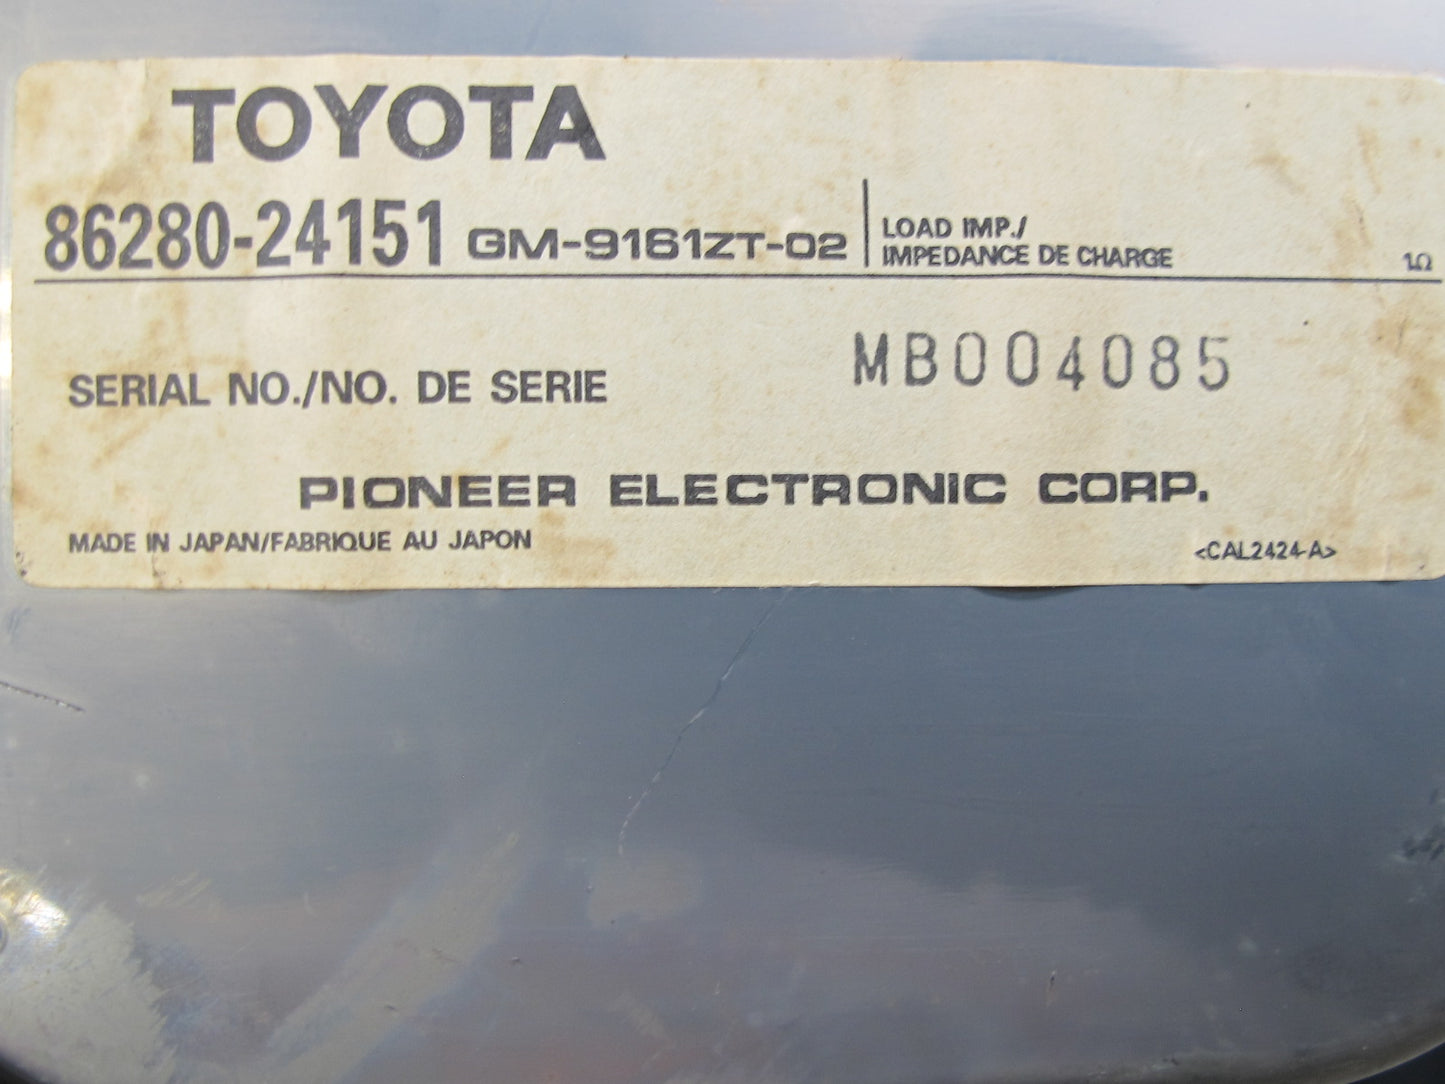 TOYOTA
86280-24151 GM-9161ZT-02
LOAD IMP./
IMPEDANCE DE CHARGE 1Ω
SERIAL NO./NO. DE SERIE MB004085
PIONEER ELECTRONIC CORP.
MADE IN JAPAN/FABRIQUE AU JAPON <CAL2424-A>